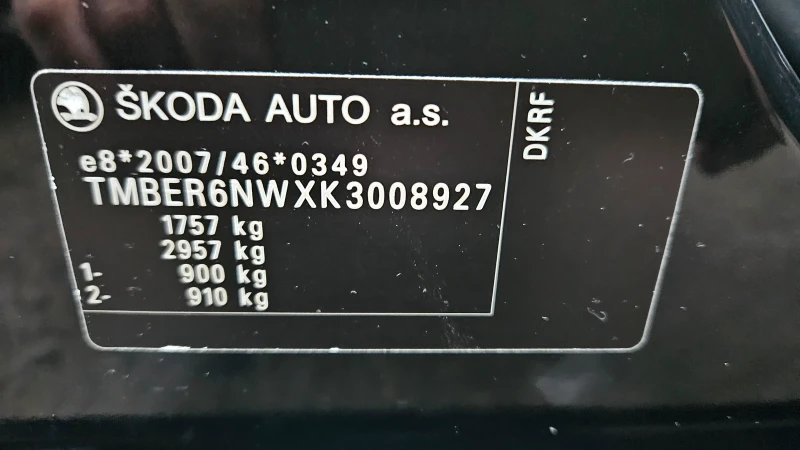 ŠKODA AUTO a.s.
DKRF
e8*2007/46*0349
TMBER6NWXK3008927
1757 kg
2957 kg
1- 900 kg
2- 910 kg